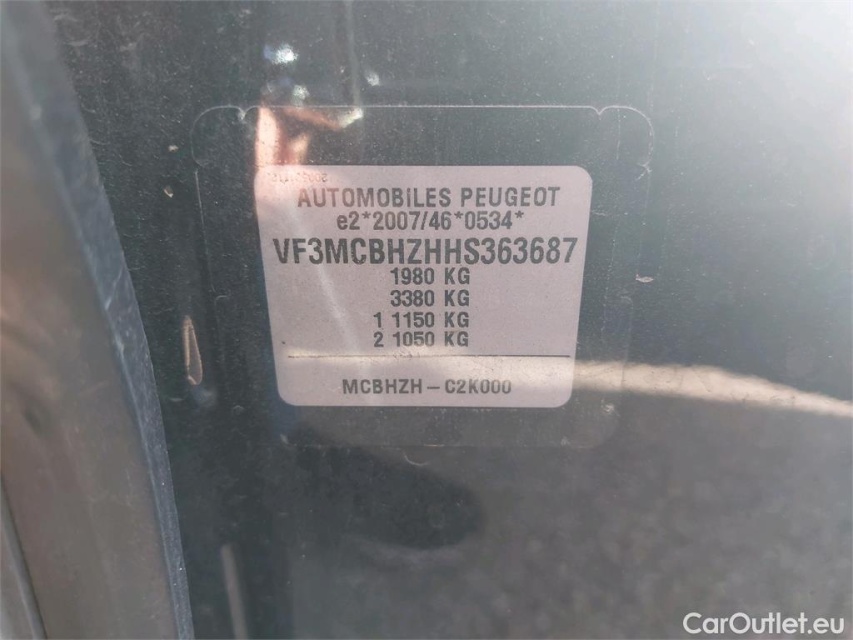 AUTOMOBILES PEUGEOT
e2*2007/46*0534*
VF3MCBHZHHS363687
1980 KG
3380 KG
1 1150 KG
2 1050 KG
MCBHZH – C2K000
CarOutlet.eu